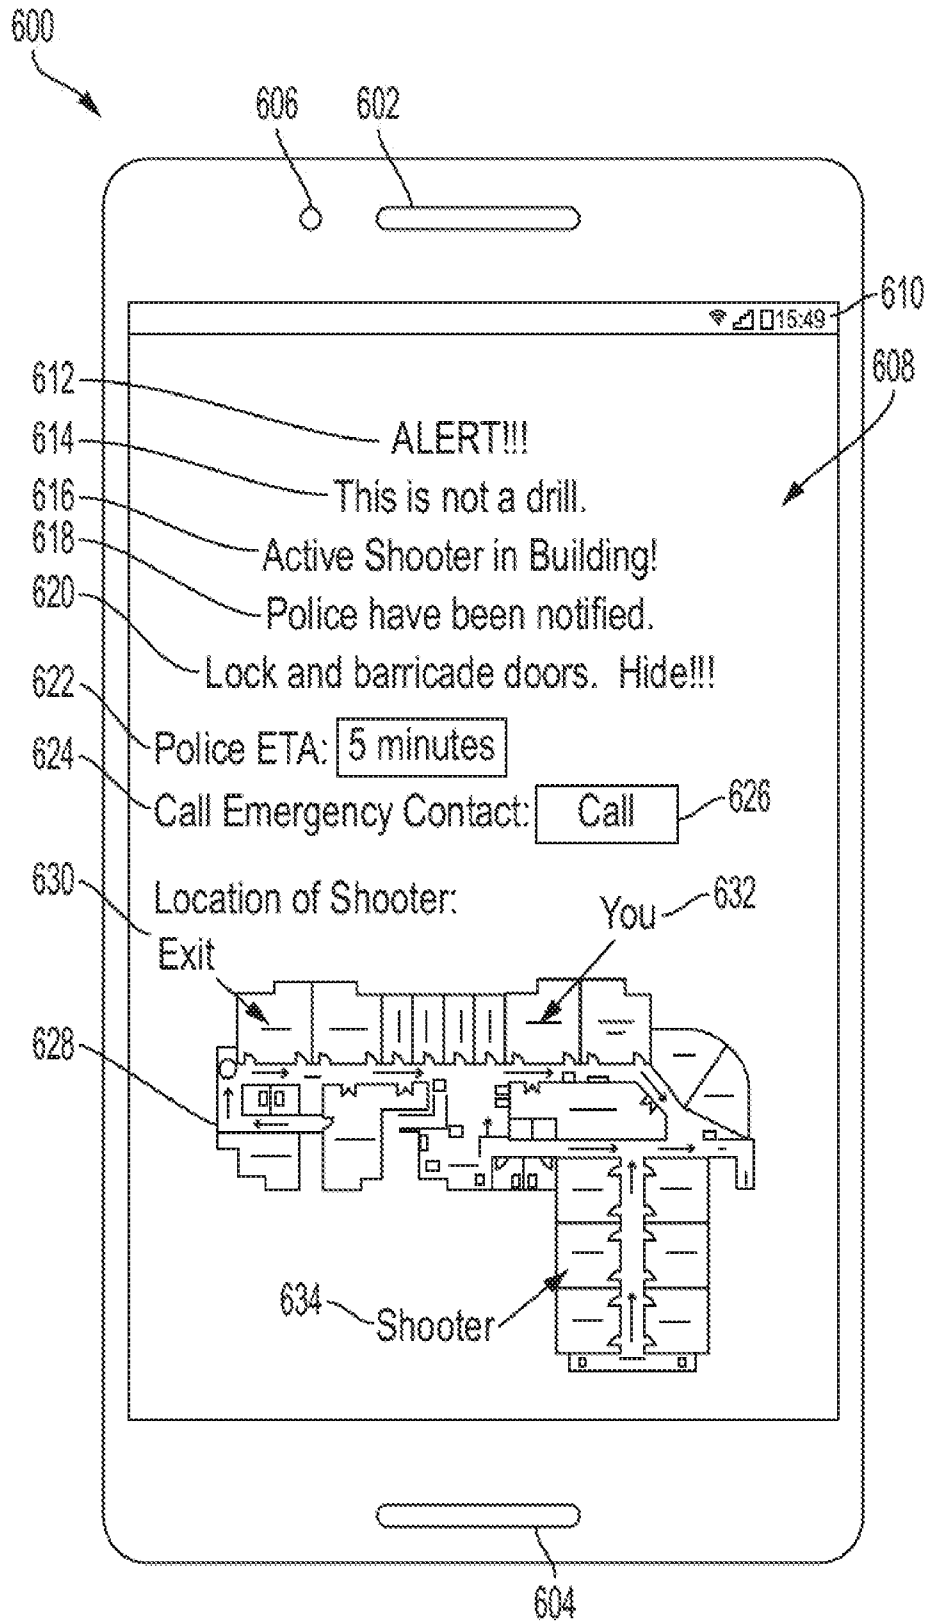 600
606 602
15:49 610
608
612 ALERT!!!
614 This is not a drill.
616 Active Shooter in Building!
618 Police have been notified.
620 Lock and barricade doors. Hide!!!
622 Police ETA: 5 minutes
624 Call Emergency Contact: Call 626
Location of Shooter:
630 Exit
You 632
628
634 Shooter
604